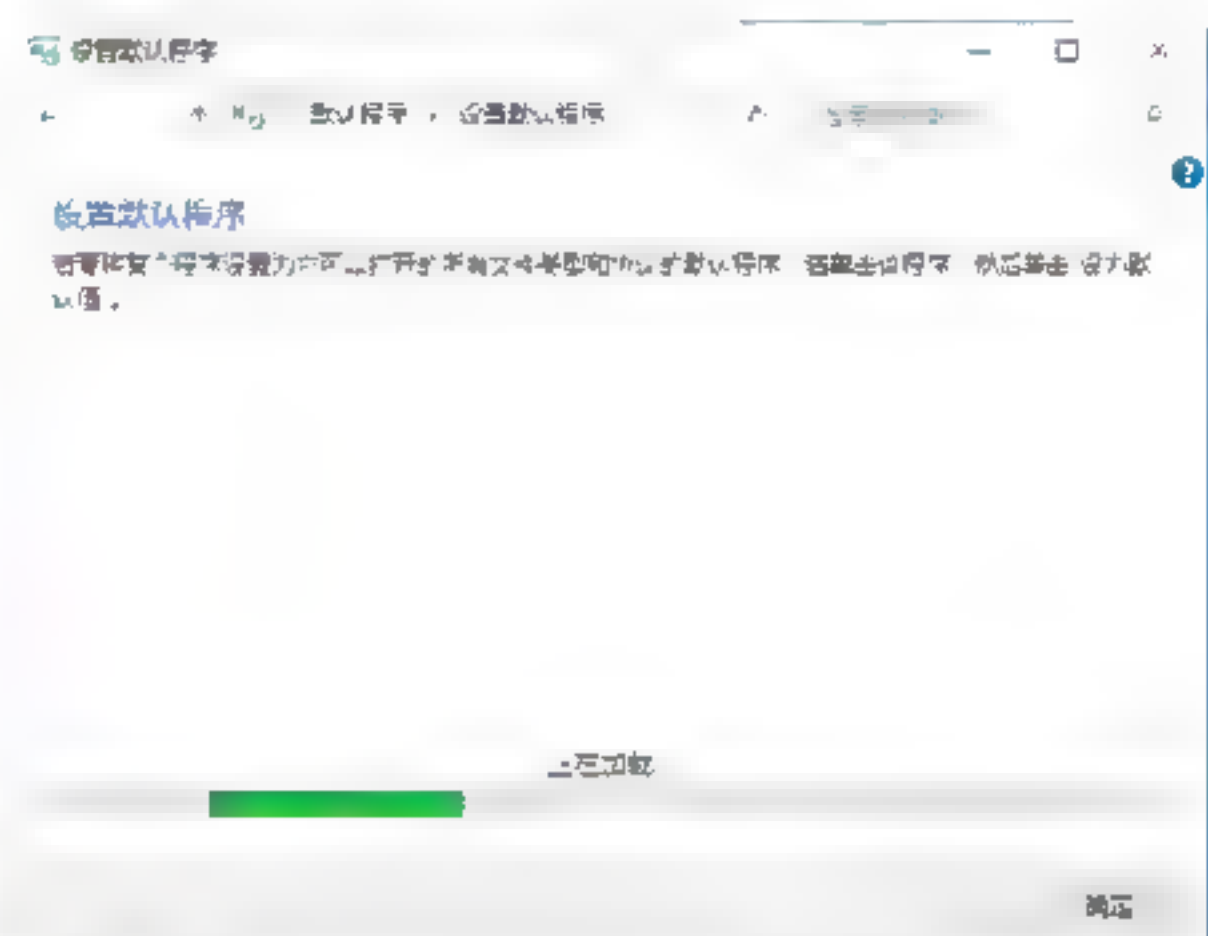 设置默认程序
默认程序 › 设置默认程序
设置默认程序
若要将某个程序设置为它可以打开的所有文件类型和协议的默认程序，请单击该程序，然后单击"设为默
认值"。
正在加载
确定